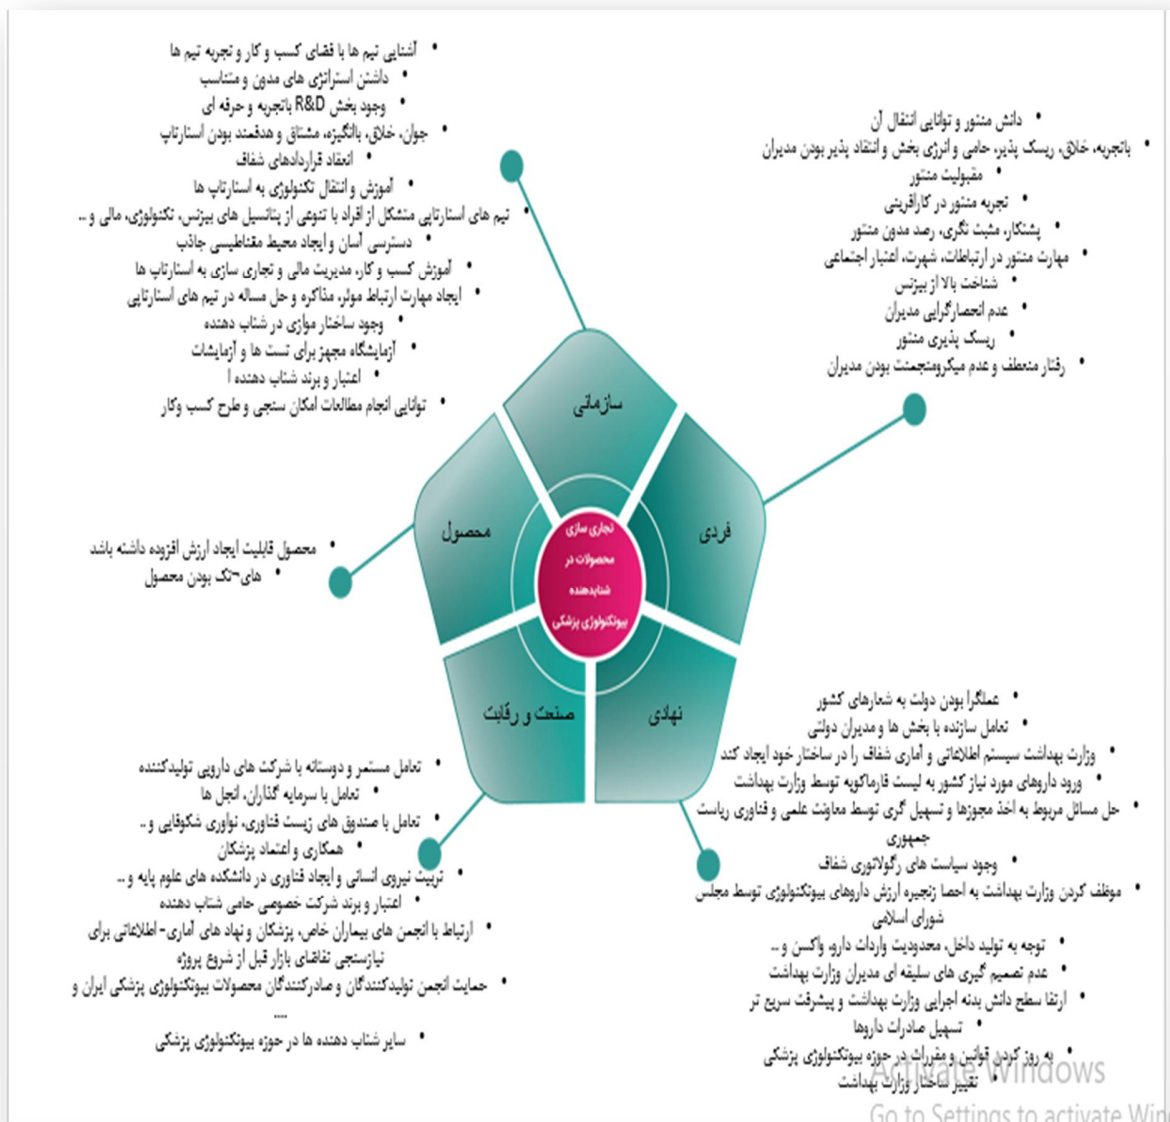 آشنایی تیم ها با فضای کسب و کار و تجربه تیم ها
داشتن استراتژی های مدون و متناسب
وجود بخش R&D باتجربه و حرفه ای
جوان، خلاق، باانگیزه، مشتاق و هدفمند بودن استارتاپ
انعقاد قراردادهای شفاف
آموزش و انتقال تکنولوژی به استارتاپ ها
تیم های استارتاپی متشکل از افراد با تنوعی از پتانسیل های بیزنس، تکنولوژی، مالی و ..
دسترسی آسان و ایجاد محیط مغناطیسی جاذب
آموزش کسب و کار، مدیریت مالی و تجاری سازی به استارتاپ ها
ایجاد مهارت ارتباط موثر، مذاکره و حل مساله در تیم های استارتاپی
وجود ساختار موازی در شتاب دهنده
آزمایشگاه مجهز برای تست ها و آزمایشات
اعتبار و برند شتاب دهنده ا
توانایی انجام مطالعات امکان سنجی و طرح کسب وکار
دانش منتور و توانایی انتقال آن
باتجربه، خلاق، ریسک پذیر، حامی و انرژی بخش و انتقاد پذیر بودن مدیران
مقبولیت منتور
تجربه منتور در کارآفرینی
پشتکار، مثبت نگری، رصد مدون منتور
مهارت منتور در ارتباطات، شهرت، اعتبار اجتماعی
شناخت بالا از بیزنس
عدم انحصارگرایی مدیران
ریسک پذیری منتور
رفتار منعطف و عدم میکرومنجمنت بودن مدیران
سازمانی
فردی
محصول
تجاری سازی
محصولات در
شتابدهنده
بیوتکنولوژی پزشکی
نهادی
صنعت و رقابت
محصول قابلیت ایجاد ارزش افزوده داشته باشد
های¬تک بودن محصول
عملگرا بودن دولت به شعارهای کشور
تعامل سازنده با بخش ها و مدیران دولتی
وزارت بهداشت سیستم اطلاعاتی و آماری شفاف را در ساختار خود ایجاد کند
ورود داروهای مورد نیاز کشور به لیست فارماکوپه توسط وزارت بهداشت
حل مسائل مربوط به اخذ مجوزها و تسهیل گری توسط معاونت علمی و فناوری ریاست
جمهوری
وجود سیاست های رگولاتوری شفاف
موظف کردن وزارت بهداشت به احصا زنجیره ارزش داروهای بیوتکنولوژی توسط مجلس
شورای اسلامی
توجه به تولید داخل، محدودیت واردات دارو، واکسن و ...
عدم تصمیم گیری های سلیقه ای مدیران وزارت بهداشت
ارتقا سطح دانش بدنه اجرایی وزارت بهداشت و پیشرفت سریع تر
تسهیل صادرات داروها
به روز کردن قوانین و مقررات در حوزه بیوتکنولوژی پزشکی
تغییر ساختار وزارت بهداشت
تعامل مستمر و دوستانه با شرکت های دارویی تولیدکننده
تعامل با سرمایه گذاران، انجل ها
تعامل با صندوق های زیست فناوری، نوآوری شکوفایی و ..
همکاری و اعتماد پزشکان
تربیت نیروی انسانی و ایجاد فناوری در دانشکده های علوم پایه و ...
اعتبار و برند شرکت خصوصی حامی شتاب دهنده
ارتباط با انجمن های بیماران خاص، پزشکان و نهاد های آماری- اطلاعاتی برای
نیازسنجی تقاضای بازار قبل از شروع پروژه
حمایت انجمن تولیدکنندگان و صادرکنندگان محصولات بیوتکنولوژی پزشکی ایران و
....
سایر شتاب دهنده ها در حوزه بیوتکنولوژی پزشکی
Activate Windows
Go to Settings to activate Win